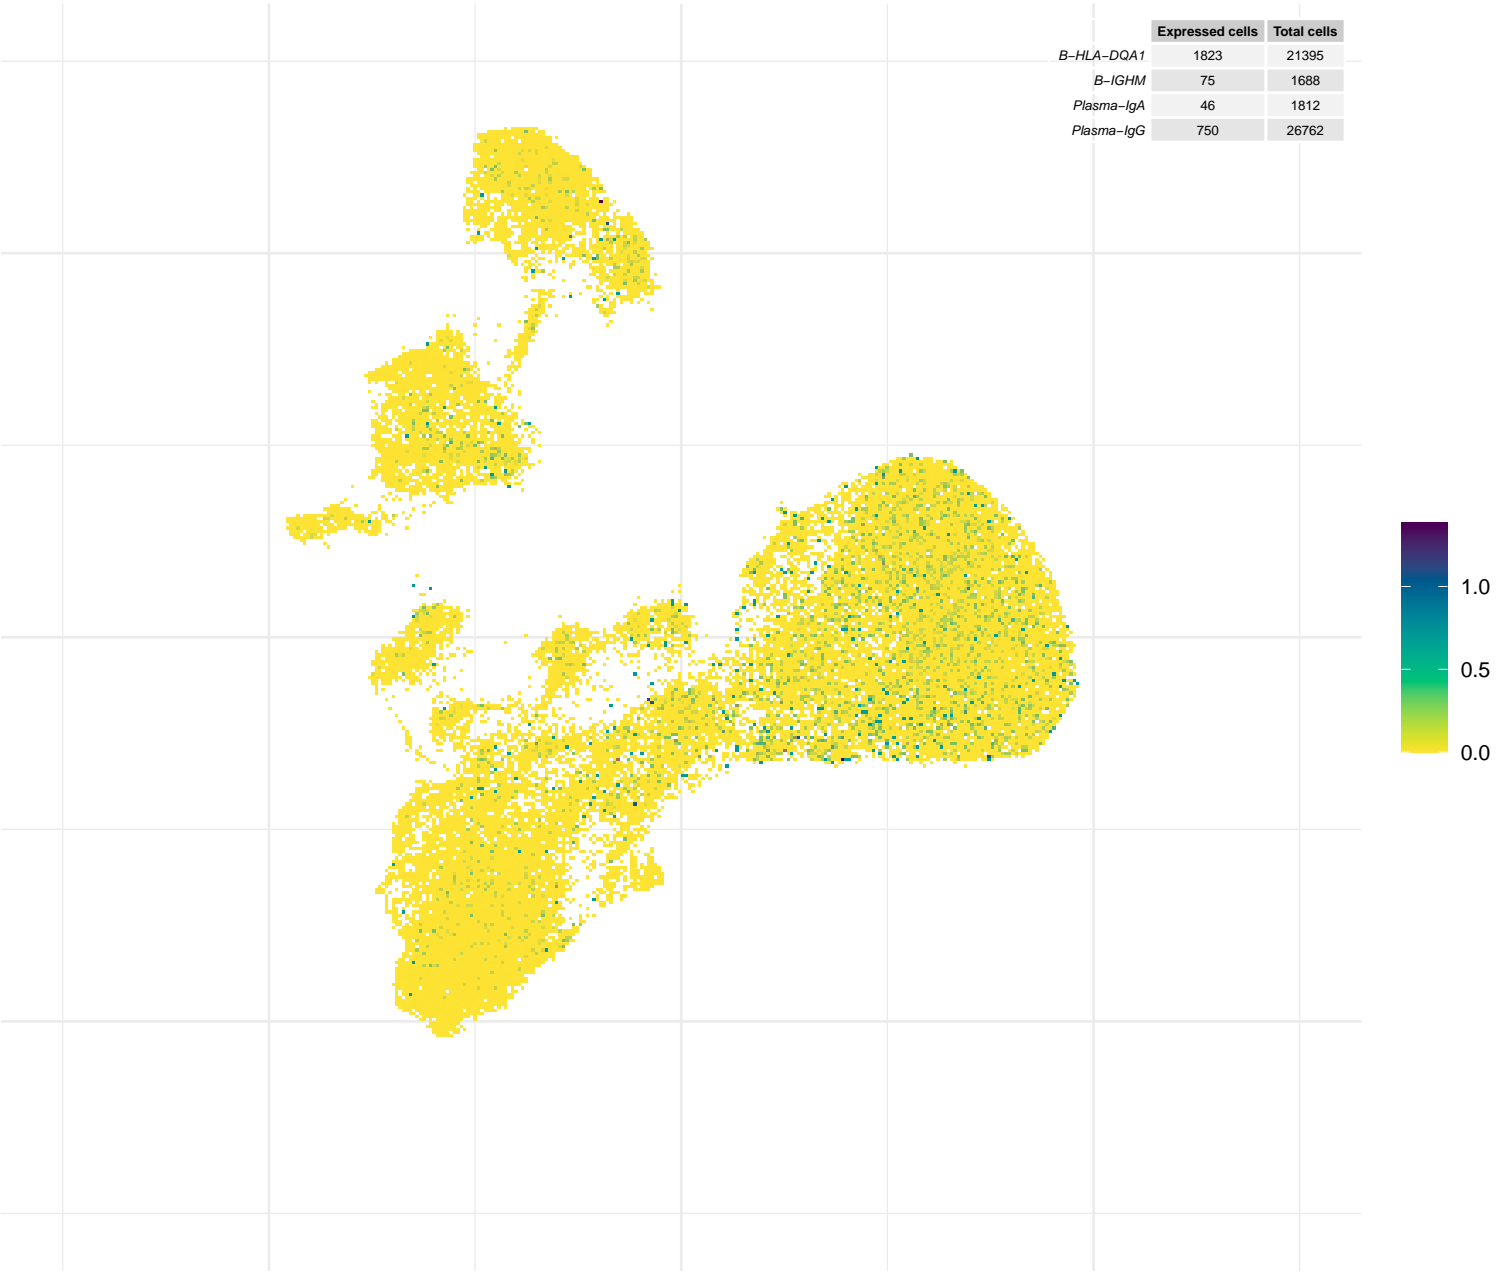 Expressed cells Total cells
B−HLA−DQA1 1823 21395
B−IGHM 75 1688
Plasma−IgA 46 1812
Plasma−IgG 750 26762
1.0
0.5
0.0